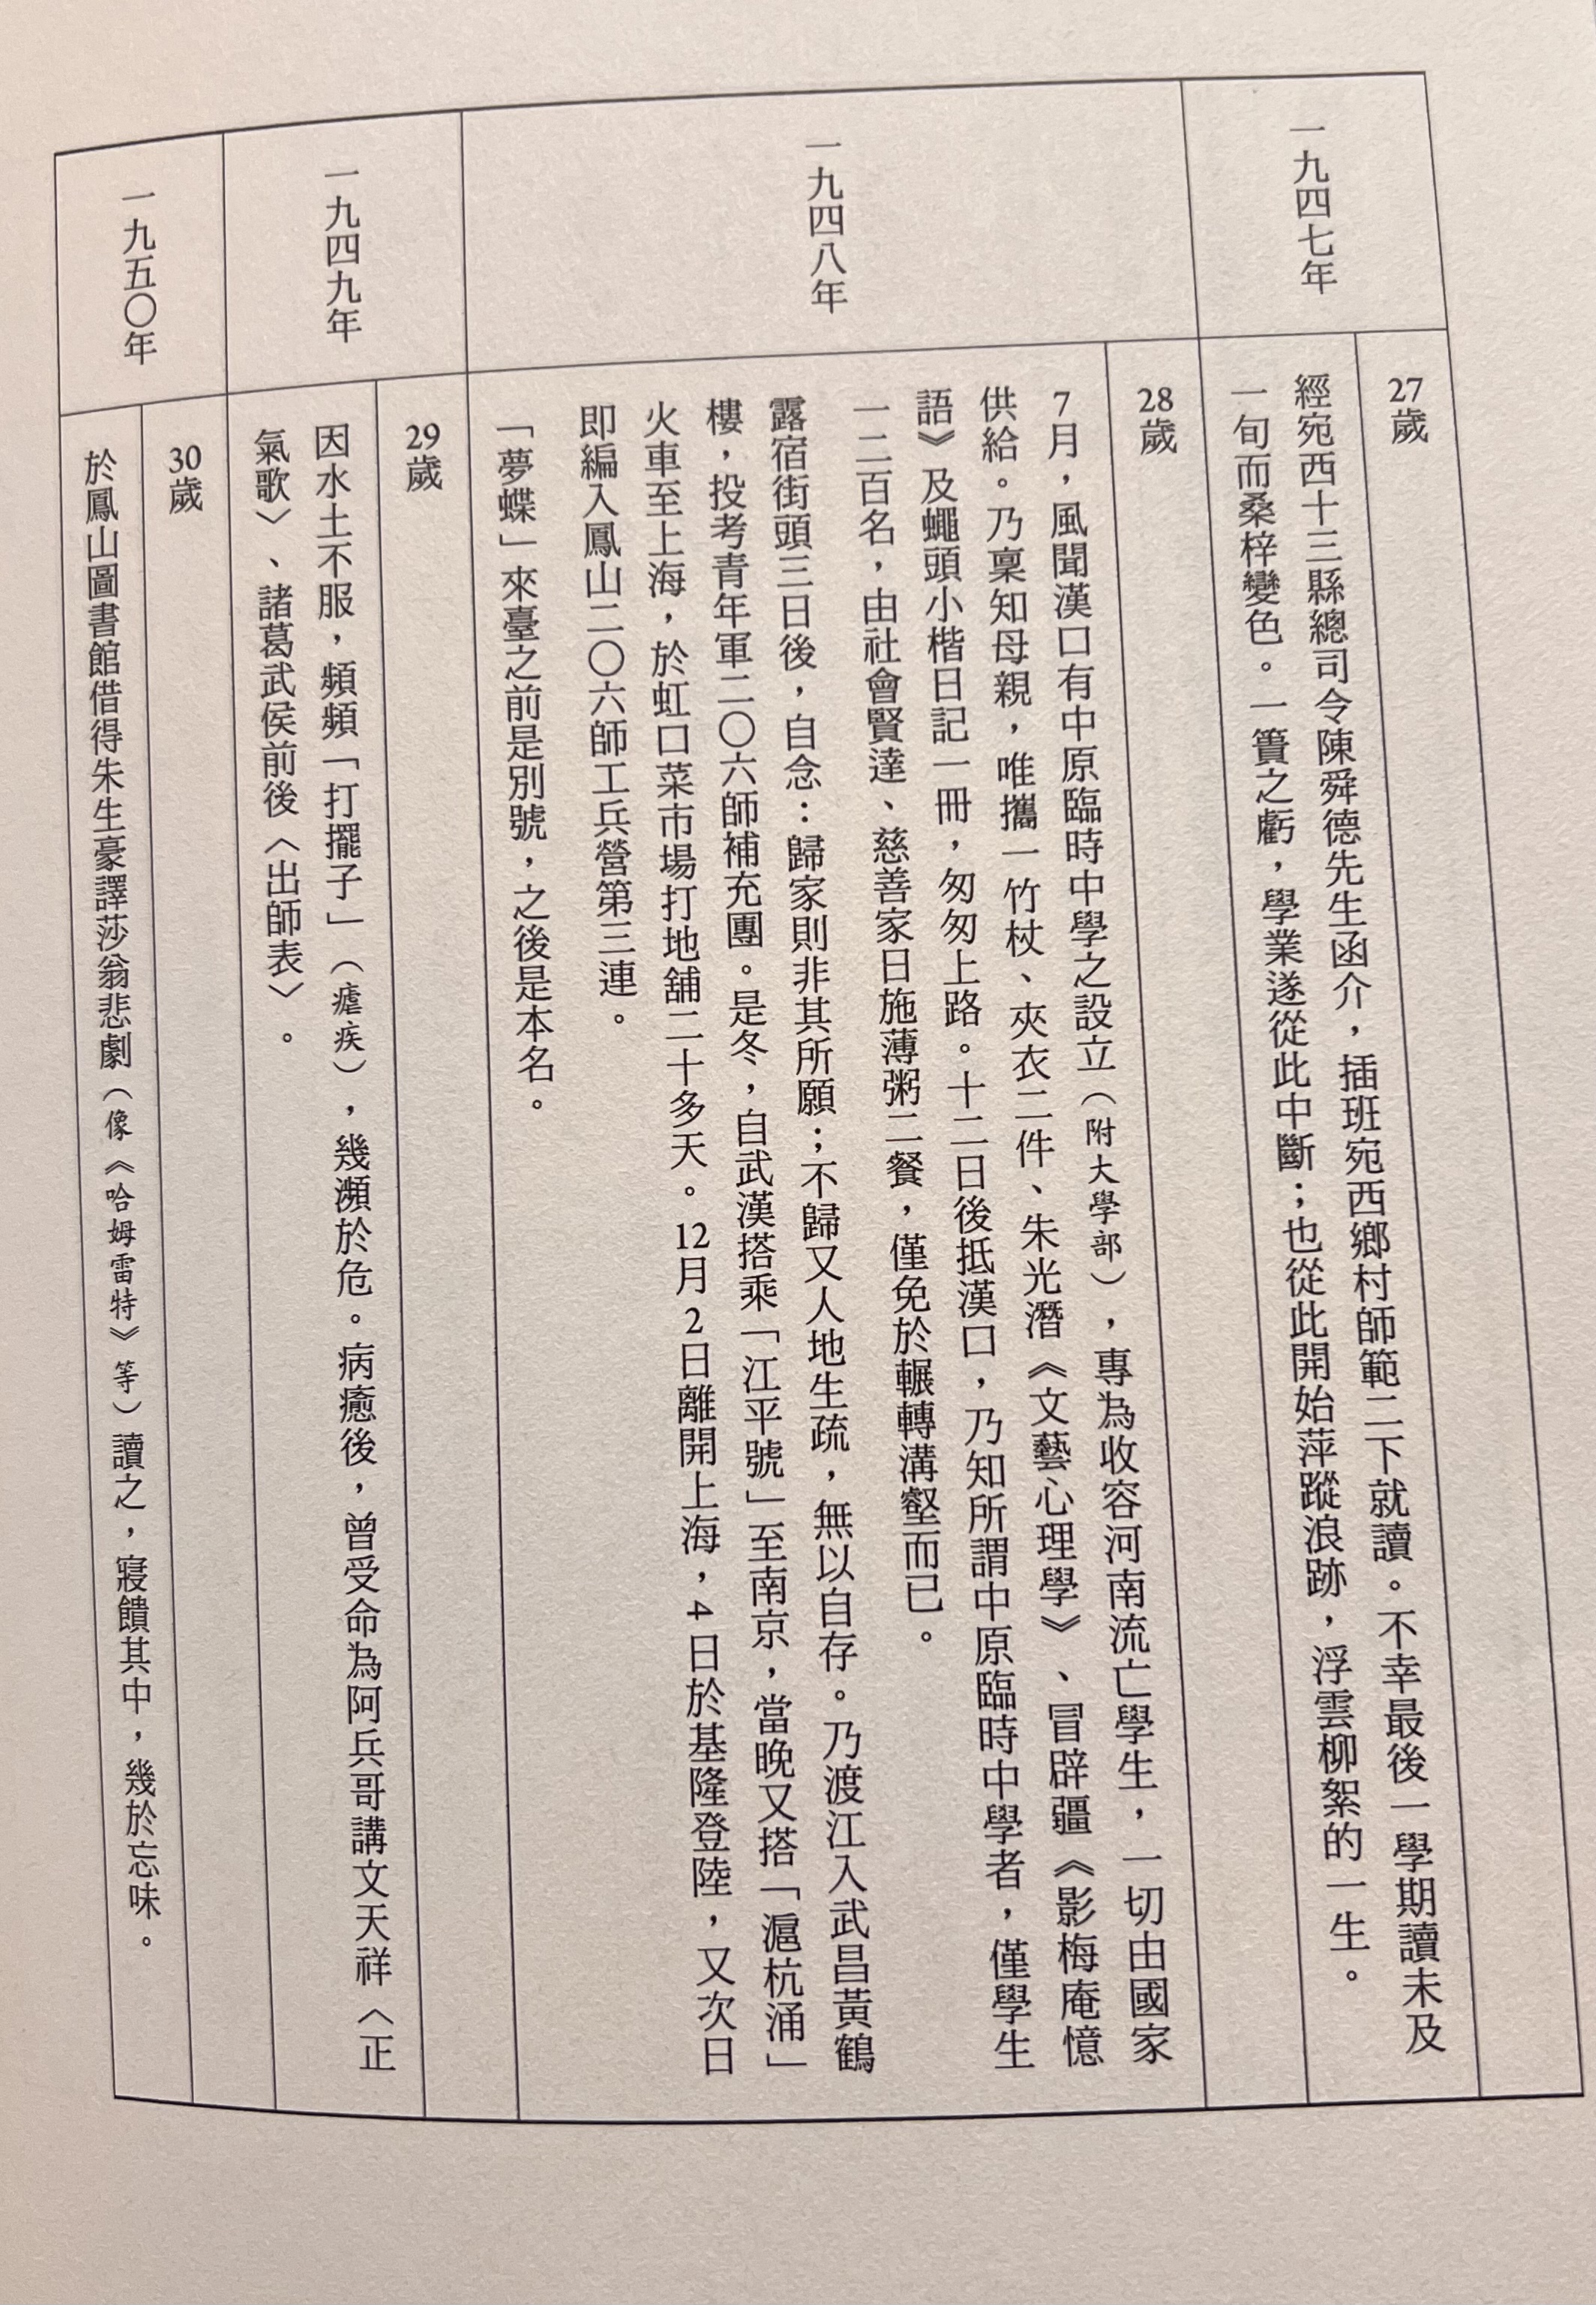 一九四七年
27歲
經宛西十三縣總司令陳舜德先生函介，插班宛西鄉村師範二下就讀。不幸最後一學期讀未及
一旬而桑梓變色。一簣之虧，學業遂從此中斷；也從此開始萍蹤浪跡，浮雲柳絮的一生。
一九四八年
28歲
7月，風聞漢口有中原臨時中學之設立（附大學部），專為收容河南流亡學生，一切由國家
供給。乃稟知母親，唯攜一竹杖、夾衣二件、朱光潛《文藝心理學》、冒辟疆《影梅庵憶
語》及蠅頭小楷日記一冊，匆匆上路。十二日後抵漢口，乃知所謂中原臨時中學者，僅學生
一二百名，由社會賢達、慈善家日施薄粥二餐，僅免於輾轉溝壑而已。
露宿街頭三日後，自念：歸家則非其所願；不歸又人地生疏，無以自存。乃渡江入武昌黃鶴
樓，投考青年軍二〇六師補充團。是冬，自武漢搭乘「江平號」至南京，當晚又搭「滬杭涌」
火車至上海，於虹口菜市場打地舖二十多天。12月2日離開上海，4日於基隆登陸，又次日
即編入鳳山二〇六師工兵營第三連。
「夢蝶」來臺之前是別號，之後是本名。
一九四九年
29歲
因水土不服，頻頻「打擺子」（瘧疾），幾瀕於危。病癒後，曾受命為阿兵哥講文天祥〈正
氣歌〉、諸葛武侯前後〈出師表〉。
一九五〇年
30歲
於鳳山圖書館借得朱生豪譯莎翁悲劇（像《哈姆雷特》等）讀之，寢饋其中，幾於忘味。